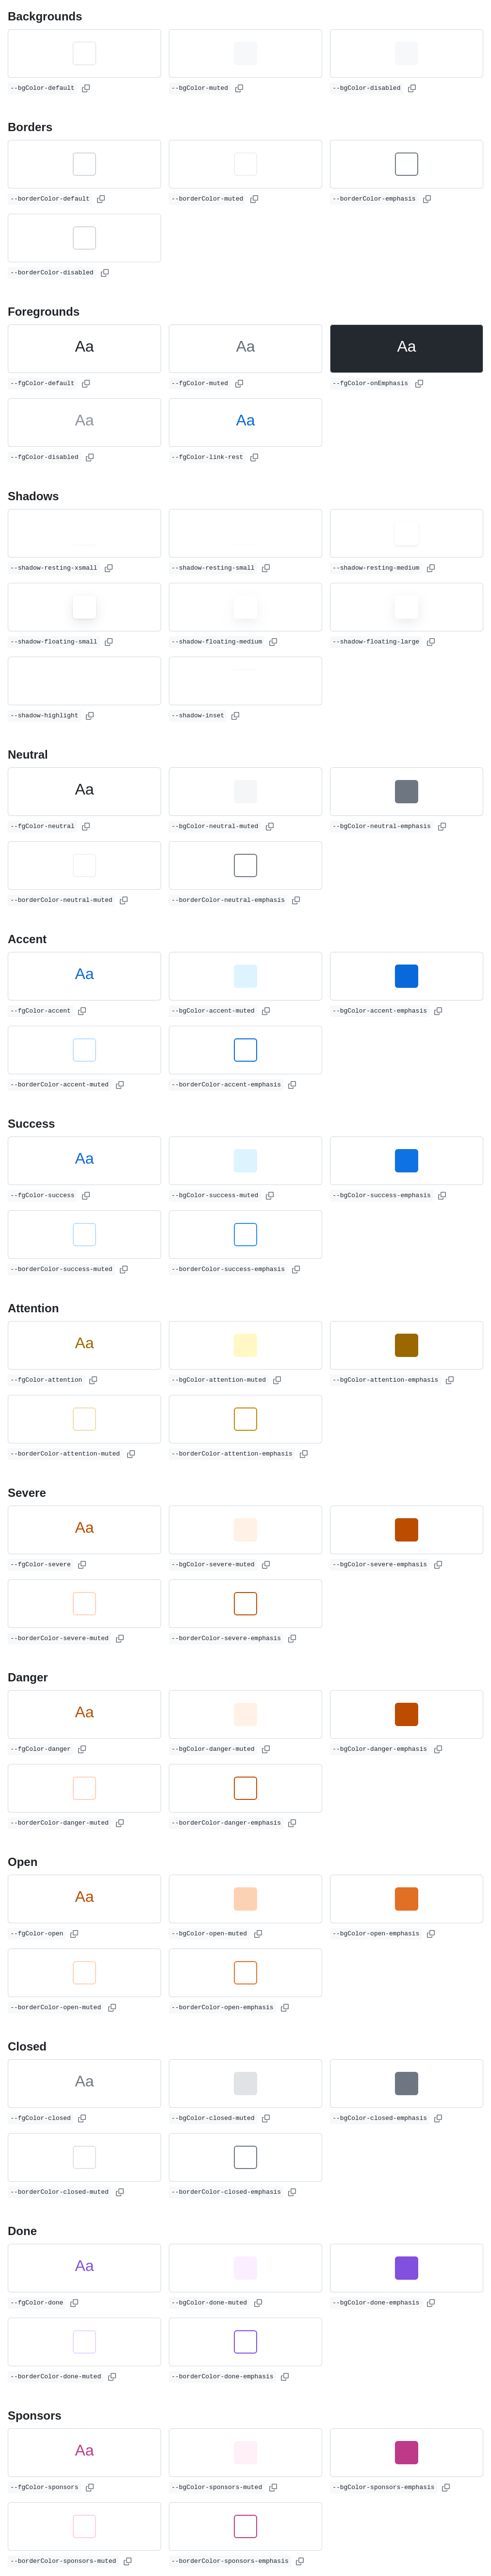 Backgrounds
--bgColor-default --bgColor-muted --bgColor-disabled
Borders
--borderColor-default --borderColor-muted --borderColor-emphasis
--borderColor-disabled
Foregrounds
Aa Aa Aa
--fgColor-default --fgColor-muted --fgColor-onEmphasis
Aa Aa
--fgColor-disabled --fgColor-link-rest
Shadows
--shadow-resting-xsmall --shadow-resting-small --shadow-resting-medium
--shadow-floating-small --shadow-floating-medium --shadow-floating-large
--shadow-highlight --shadow-inset
Neutral
Aa
--fgColor-neutral --bgColor-neutral-muted --bgColor-neutral-emphasis
--borderColor-neutral-muted --borderColor-neutral-emphasis
Accent
Aa
--fgColor-accent --bgColor-accent-muted --bgColor-accent-emphasis
--borderColor-accent-muted --borderColor-accent-emphasis
Success
Aa
--fgColor-success --bgColor-success-muted --bgColor-success-emphasis
--borderColor-success-muted --borderColor-success-emphasis
Attention
Aa
--fgColor-attention --bgColor-attention-muted --bgColor-attention-emphasis
--borderColor-attention-muted --borderColor-attention-emphasis
Severe
Aa
--fgColor-severe --bgColor-severe-muted --bgColor-severe-emphasis
--borderColor-severe-muted --borderColor-severe-emphasis
Danger
Aa
--fgColor-danger --bgColor-danger-muted --bgColor-danger-emphasis
--borderColor-danger-muted --borderColor-danger-emphasis
Open
Aa
--fgColor-open --bgColor-open-muted --bgColor-open-emphasis
--borderColor-open-muted --borderColor-open-emphasis
Closed
Aa
--fgColor-closed --bgColor-closed-muted --bgColor-closed-emphasis
--borderColor-closed-muted --borderColor-closed-emphasis
Done
Aa
--fgColor-done --bgColor-done-muted --bgColor-done-emphasis
--borderColor-done-muted --borderColor-done-emphasis
Sponsors
Aa
--fgColor-sponsors --bgColor-sponsors-muted --bgColor-sponsors-emphasis
--borderColor-sponsors-muted --borderColor-sponsors-emphasis